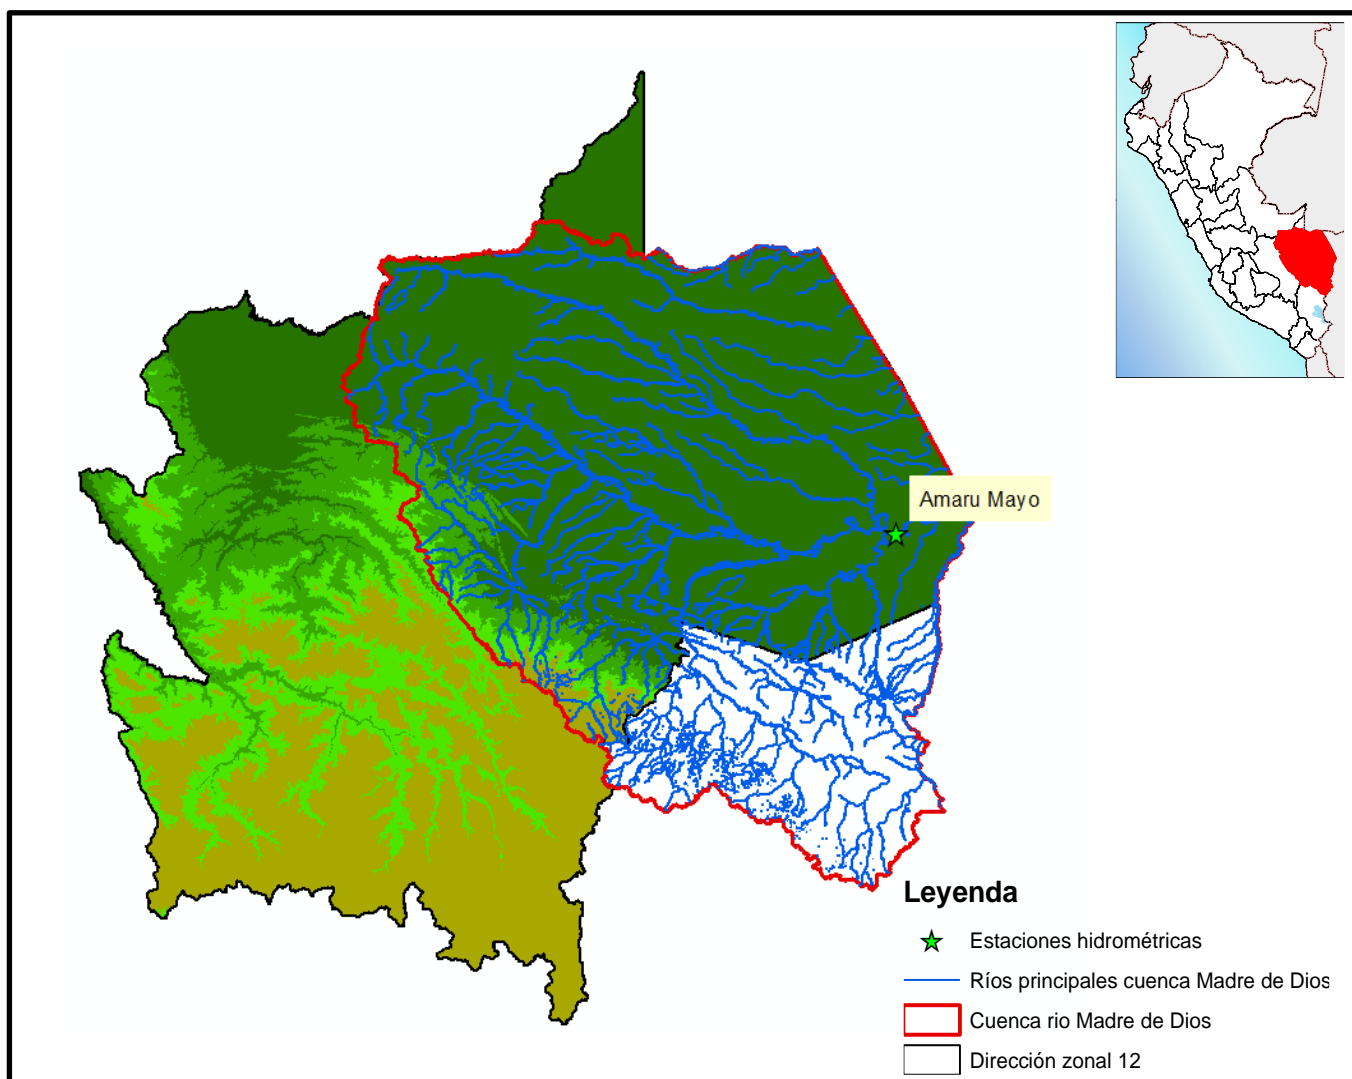 Amaru Mayo
Leyenda
Estaciones hidrométricas
Ríos principales cuenca Madre de Dios
Cuenca rio Madre de Dios
Dirección zonal 12